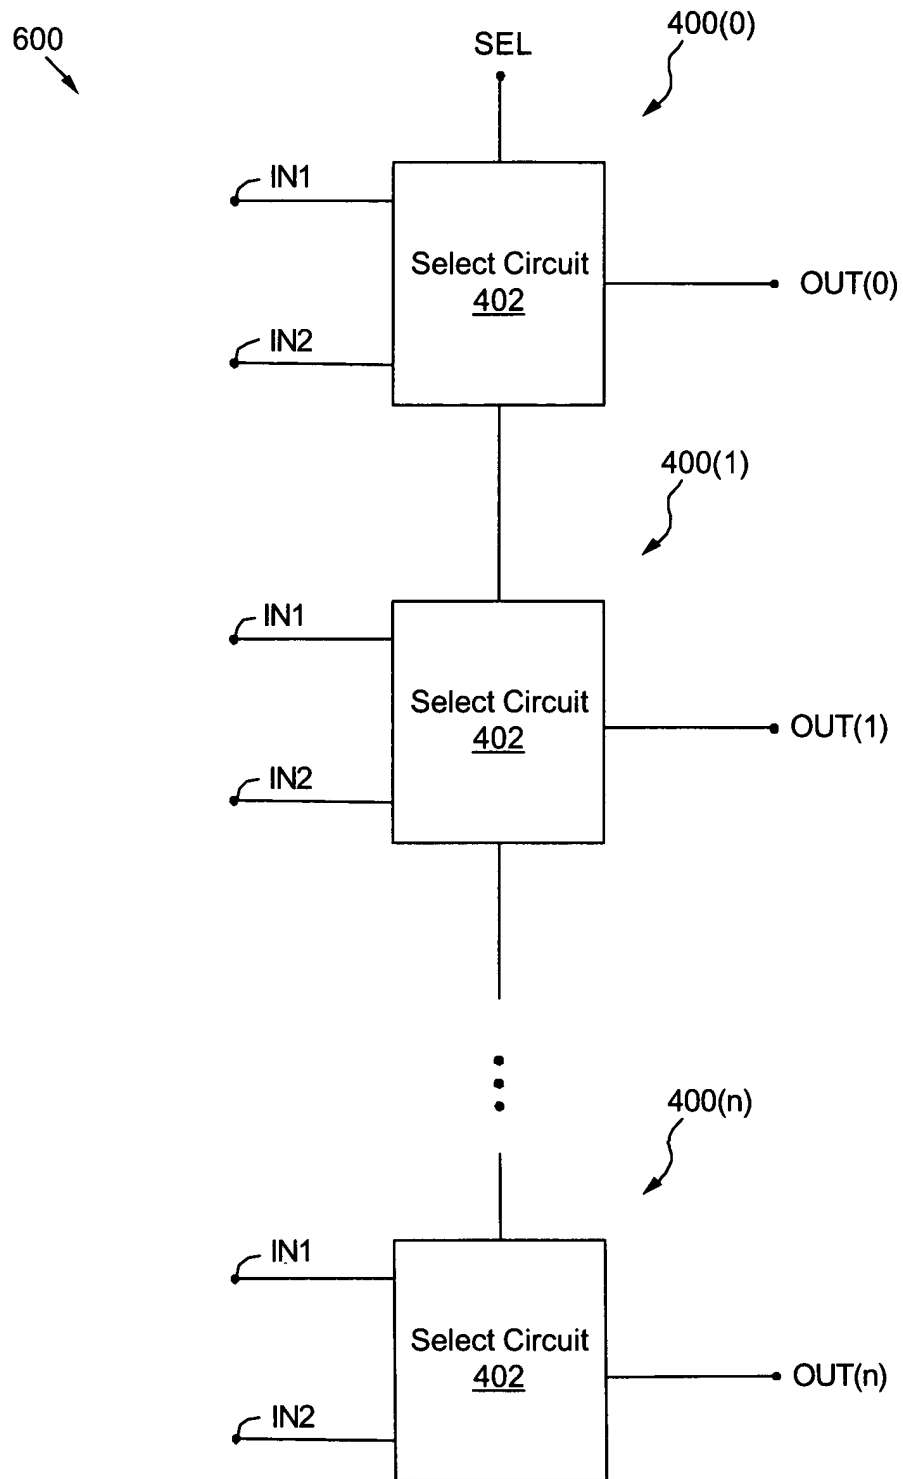 600
SEL
400(0)
IN1
Select Circuit
402
OUT(0)
IN2
400(1)
IN1
Select Circuit
402
OUT(1)
IN2
400(n)
IN1
Select Circuit
402
OUT(n)
IN2